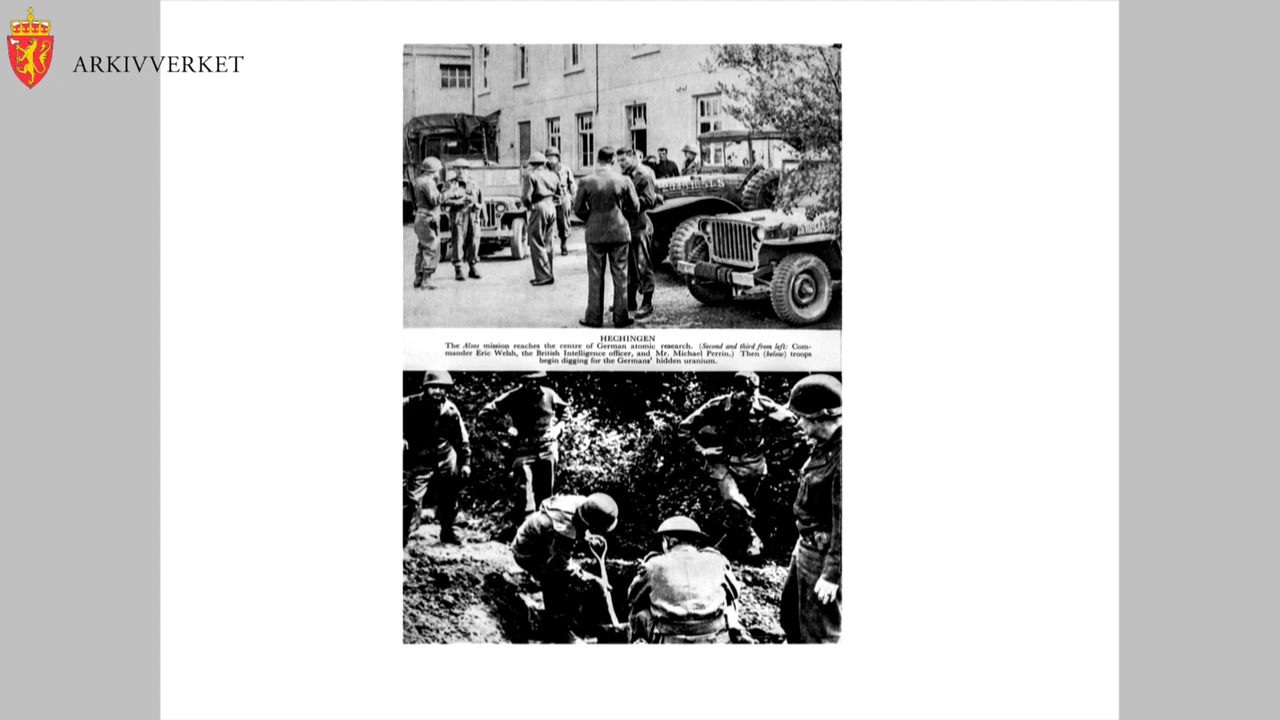 ARKIVVERKET
HECHINGEN
The Alsos mission reaches the centre of German atomic research. (Second and third from left: Com-
mander Eric Welsh, the British Intelligence officer, and Mr. Michael Perrin.) Then (below) troops
begin digging for the Germans' hidden uranium.